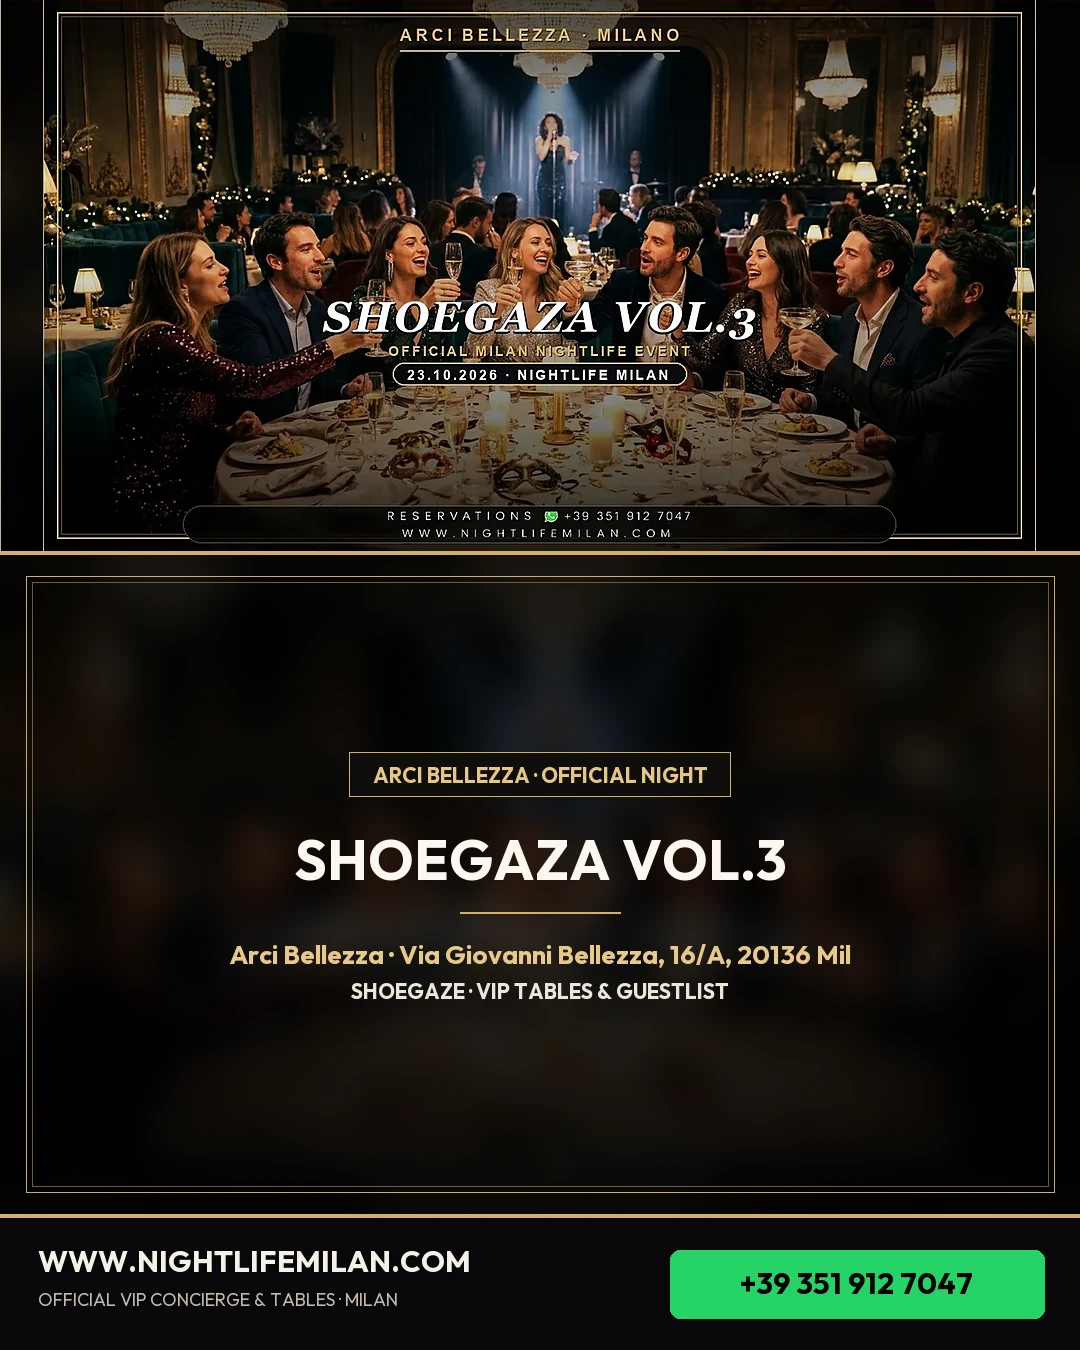 ARCI BELLEZZA · MILANO
SHOEGAZA VOL.3
OFFICIAL MILAN NIGHTLIFE EVENT
23.10.2026 · NIGHTLIFE MILAN
RESERVATIONS +39 351 912 7047
WWW.NIGHTLIFEMILAN.COM
ARCI BELLEZZA · OFFICIAL NIGHT
SHOEGAZA VOL.3
Arci Bellezza · Via Giovanni Bellezza, 16/A, 20136 Mil
SHOEGAZE · VIP TABLES & GUESTLIST
WWW.NIGHTLIFEMILAN.COM
OFFICIAL VIP CONCIERGE & TABLES · MILAN
+39 351 912 7047